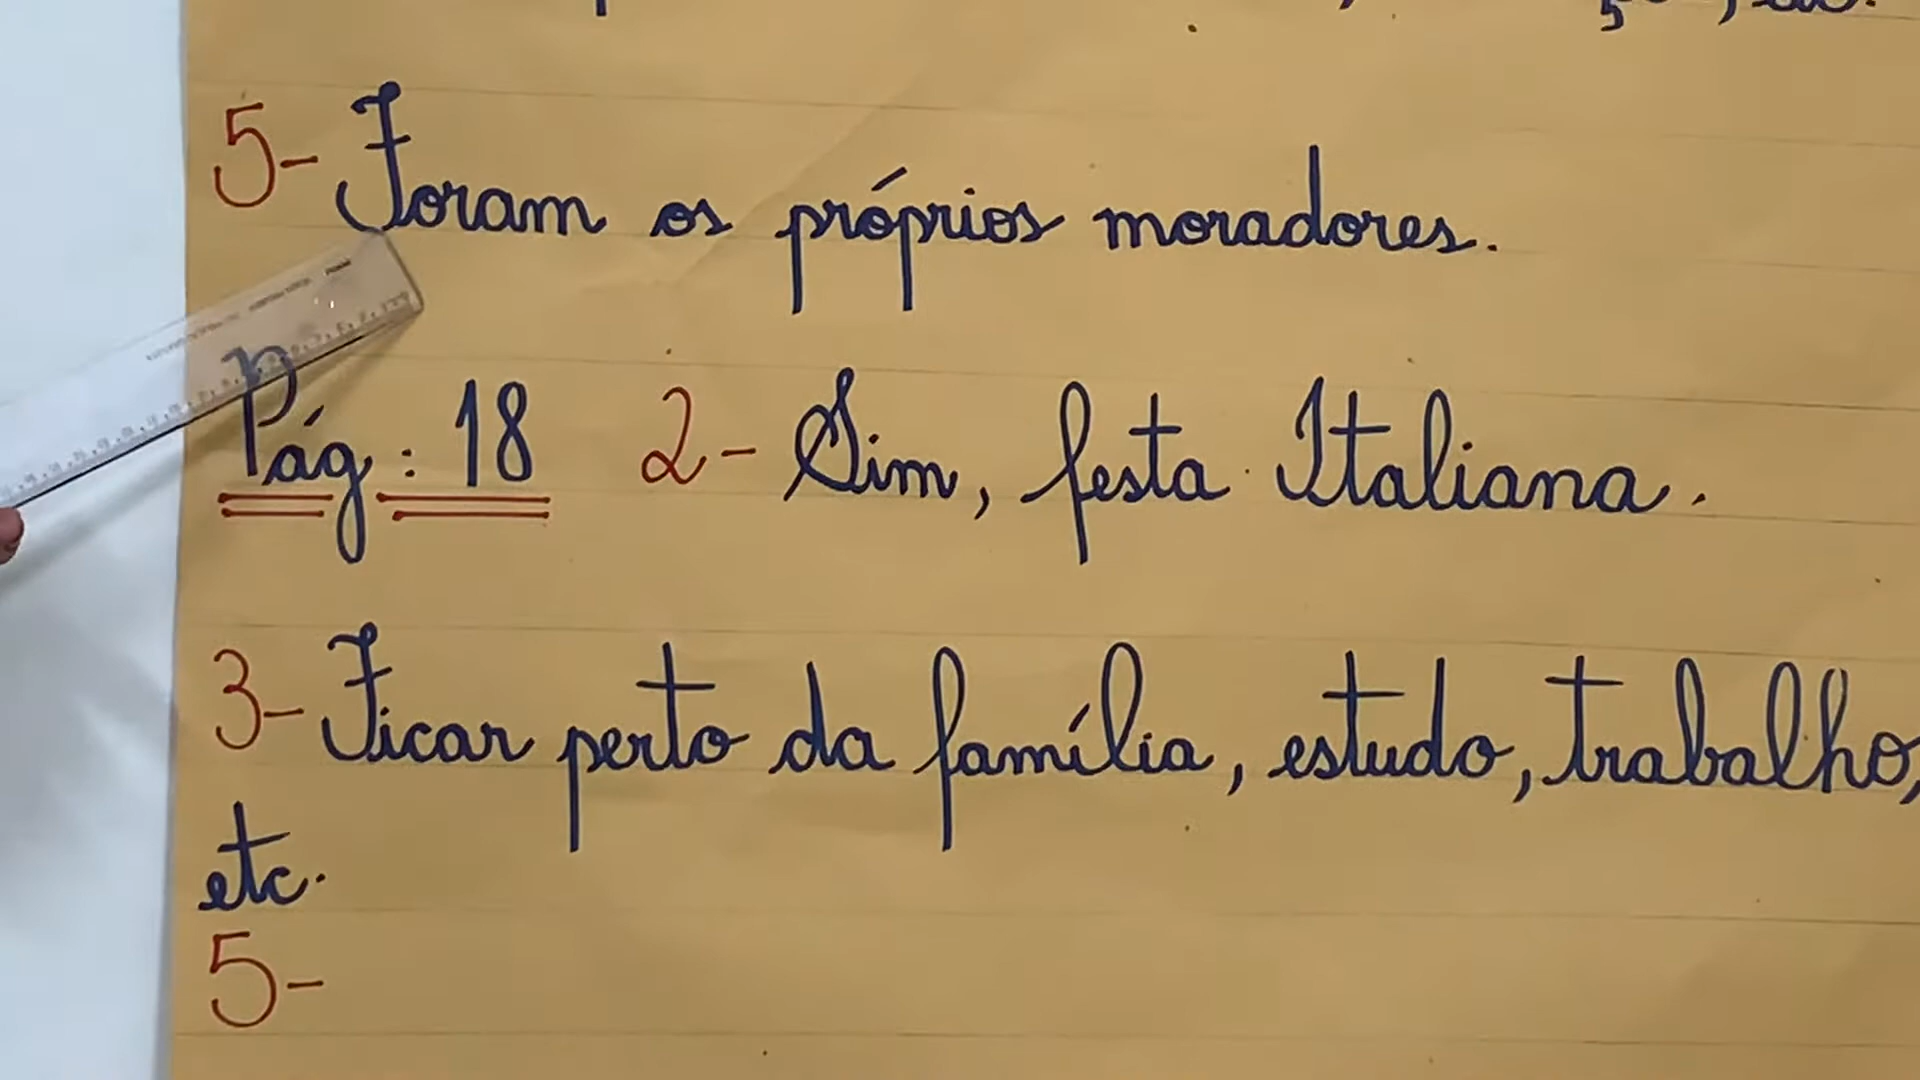 5- Foram os próprios moradores.
Pág: 18 2- Sim, festa Italiana.
3- Ficar perto da família, estudo, trabalho,
etc.
5-